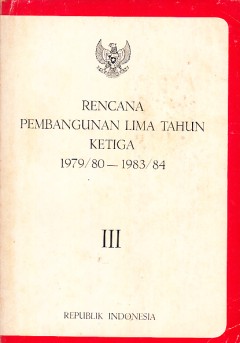 RENCANA
PEMBANGUNAN LIMA TAHUN
KETIGA
1979/80 — 1983/84
III
REPUBLIK INDONESIA